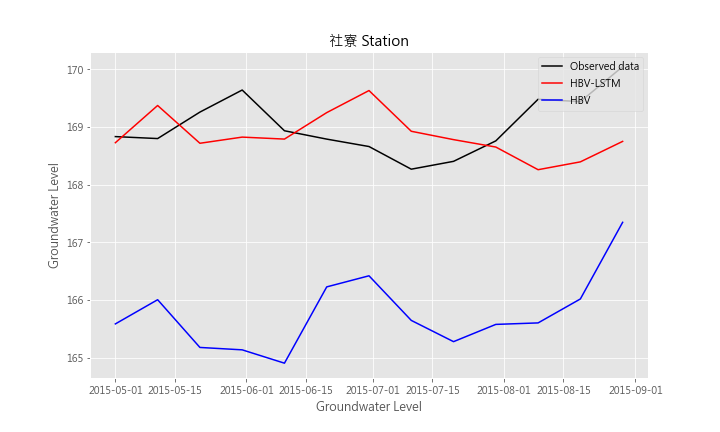 社寮 Station
Observed data
HBV-LSTM
HBV
170
169
168
167
166
165
Groundwater Level
2015-05-01 2015-05-15 2015-06-01 2015-06-15 2015-07-01 2015-07-15 2015-08-01 2015-08-15 2015-09-01
Groundwater Level